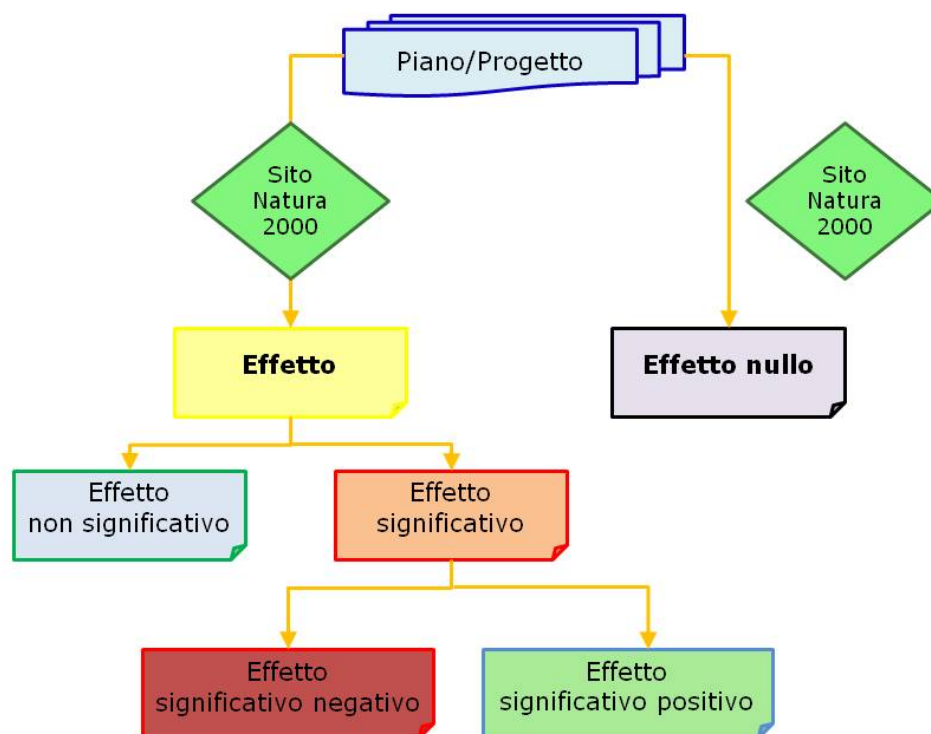 Piano/Progetto
Sito
Natura
2000
Sito
Natura
2000
Effetto
Effetto nullo
Effetto
non significativo
Effetto
significativo
Effetto
significativo negativo
Effetto
significativo positivo